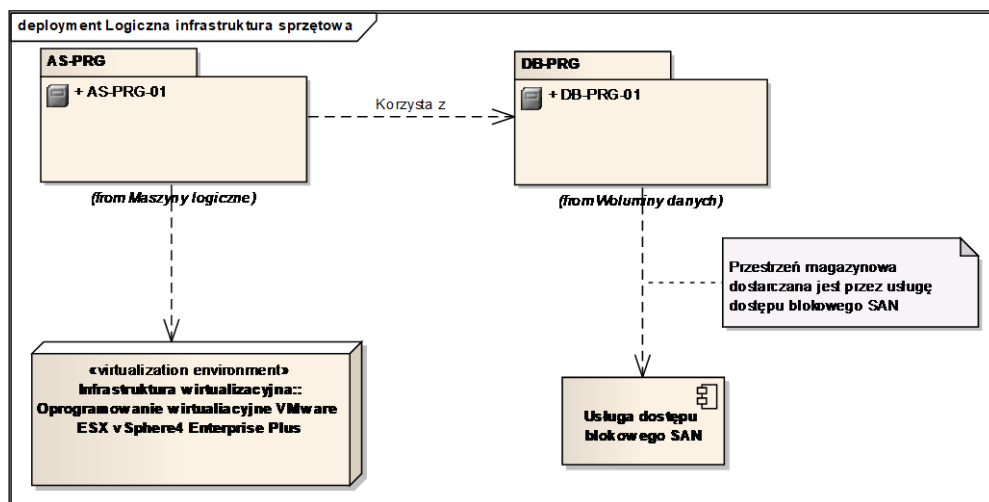 deployment Logiczna infrastruktura sprzętowa
AS-PRG
+ AS-PRG-01
(from Maszyny logiczne)
Korzysta z
DB-PRG
+ DB-PRG-01
(from Woluminy danych)
Przestrzeń magazynowa
dostarczana jest przez usługę
dostępu blokowego SAN
«virtualization environment»
Infrastruktura wirtualizacyjna::
Oprogramowanie wirtualiacyjne VMware
ESX vSphere4 Enterprise Plus
Usługa dostępu
blokowego SAN